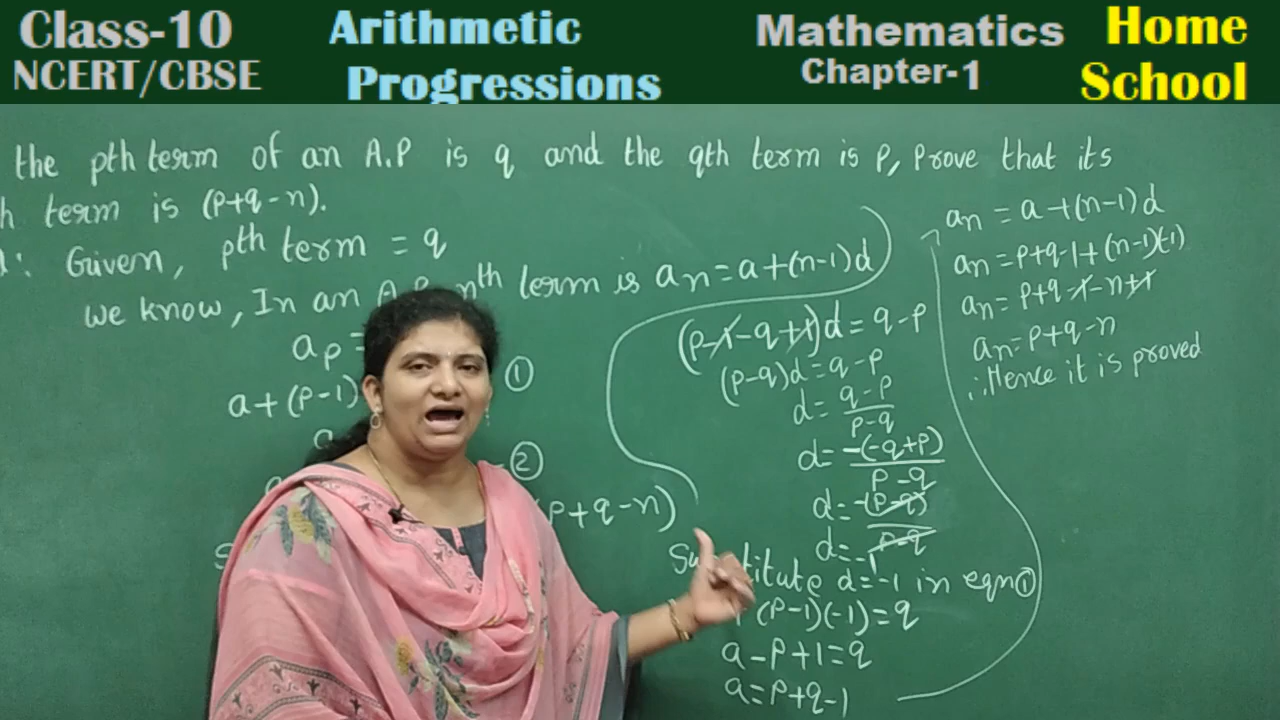 Class-10
NCERT/CBSE
Arithmetic
Progressions
Mathematics
Chapter-1
Home
School
the pth term of an A.P is q and the qth term is P, Prove that its
term is (P+q-n).
Given, pth term = q
we know, In an A.P nth term is an = a+(n-1)d
ap =
a+(P-1)
①
②
(P+q-n)
(P-1-q+1)d = q-P
(P-q)d = q-P
d = q-P / P-q
d = -(-q+P) / P-q
d = -(P-q) / P-q
d = -1
Substitute d=-1 in eqn①
(P-1)(-1)=q
a-P+1=q
a=P+q-1
an = a+(n-1)d
an = P+q-1+(n-1)(-1)
an = P+q-1-n+1
an = P+q-n
∴ Hence it is proved